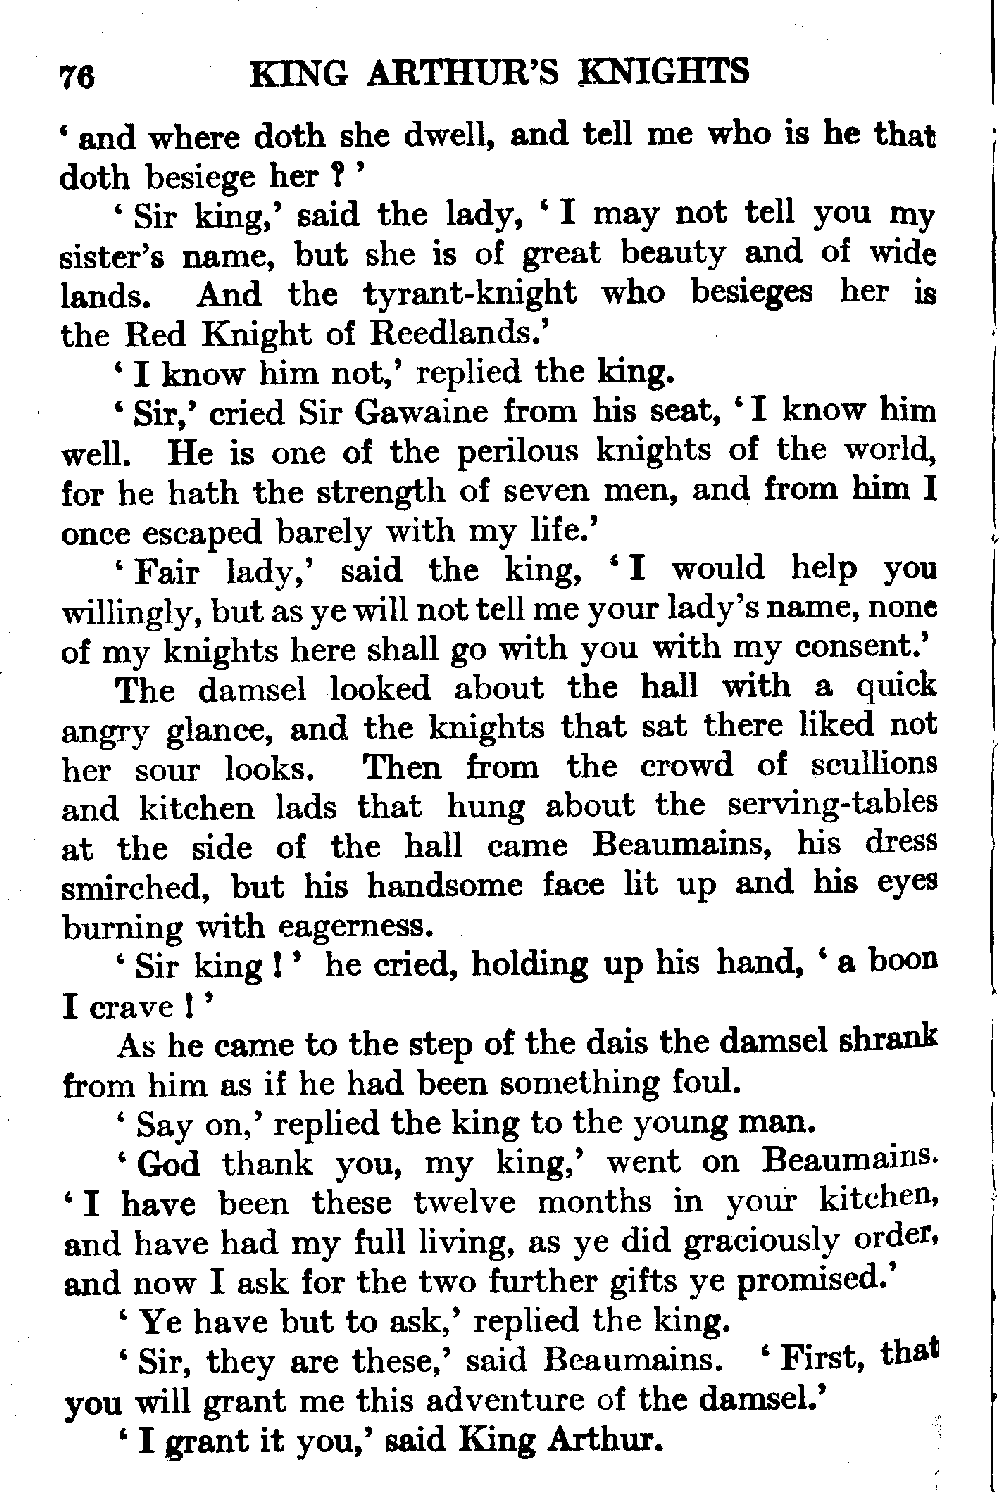 76 KING ARTHUR'S KNIGHTS
‘ and where doth she dwell, and tell me who is he that
doth besiege her ? ’
‘ Sir king,’ said the lady, ‘ I may not tell you my
sister’s name, but she is of great beauty and of wide
lands. And the tyrant-knight who besieges her is
the Red Knight of Reedlands.’
‘ I know him not,’ replied the king.
‘ Sir,’ cried Sir Gawaine from his seat, ‘ I know him
well. He is one of the perilous knights of the world,
for he hath the strength of seven men, and from him I
once escaped barely with my life.’
‘ Fair lady,’ said the king, ‘ I would help you
willingly, but as ye will not tell me your lady’s name, none
of my knights here shall go with you with my consent.’
The damsel looked about the hall with a quick
angry glance, and the knights that sat there liked not
her sour looks. Then from the crowd of scullions
and kitchen lads that hung about the serving-tables
at the side of the hall came Beaumains, his dress
smirched, but his handsome face lit up and his eyes
burning with eagerness.
‘ Sir king ! ’ he cried, holding up his hand, ‘ a boon
I crave ! ’
As he came to the step of the dais the damsel shrank
from him as if he had been something foul.
‘ Say on,’ replied the king to the young man.
‘ God thank you, my king,’ went on Beaumains.
‘ I have been these twelve months in your kitchen,
and have had my full living, as ye did graciously order,
and now I ask for the two further gifts ye promised.’
‘ Ye have but to ask,’ replied the king.
‘ Sir, they are these,’ said Beaumains. ‘ First, that
you will grant me this adventure of the damsel.’
‘ I grant it you,’ said King Arthur.